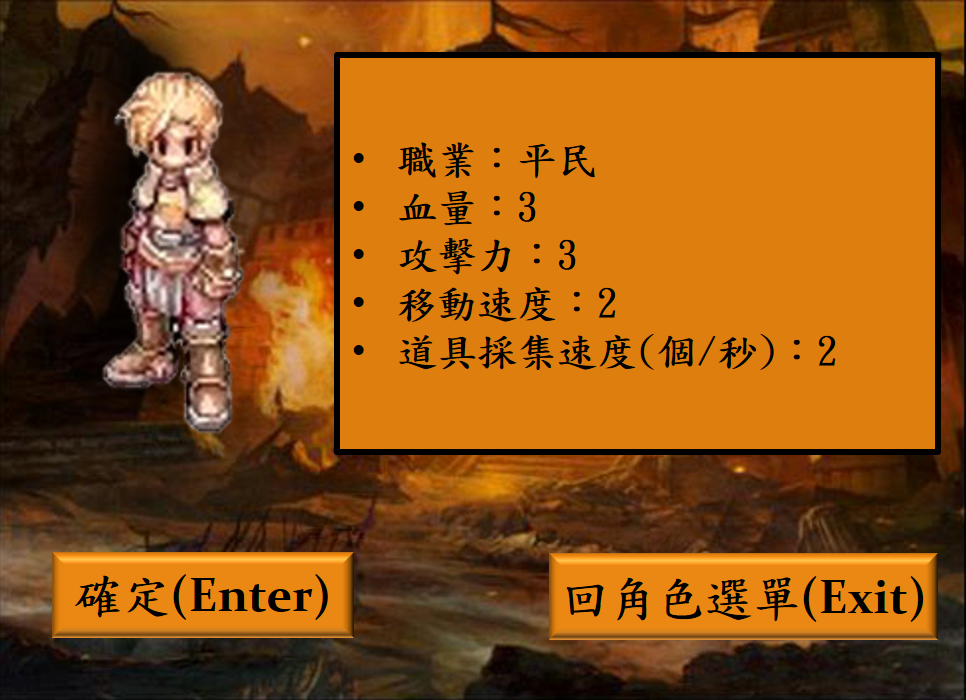 • 職業：平民
• 血量：3
• 攻擊力：3
• 移動速度：2
• 道具採集速度(個/秒)：2
確定(Enter)
回角色選單(Exit)